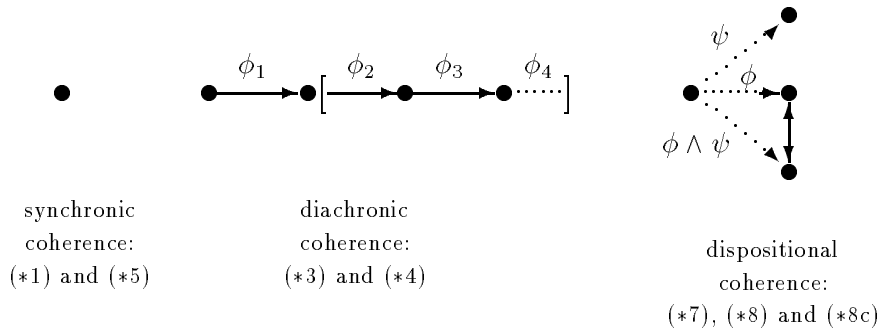 ϕ1
[
ϕ2
ϕ3
ϕ4
]
ψ
ϕ
ϕ ∧ ψ
synchronic
coherence:
(∗1) and (∗5)
diachronic
coherence:
(∗3) and (∗4)
dispositional
coherence:
(∗7), (∗8) and (∗8c)